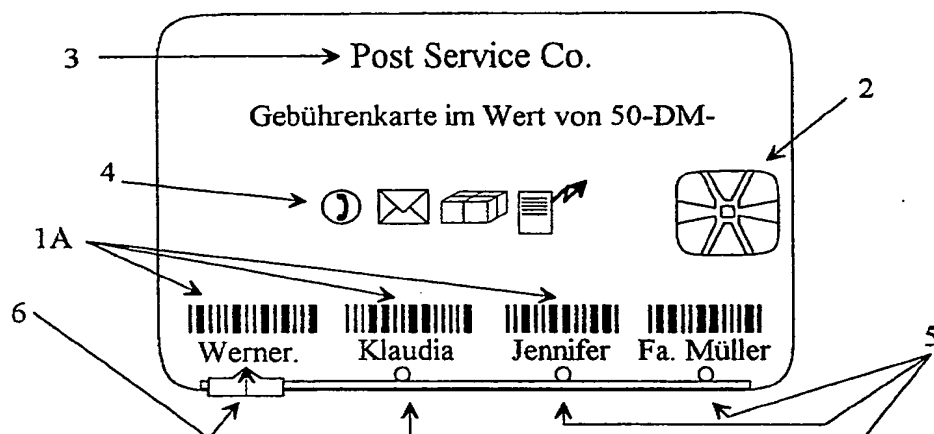 3
Post Service Co.
2
Gebührenkarte im Wert von 50-DM-
4
1A
6
5
Werner. Klaudia Jennifer Fa. Müller